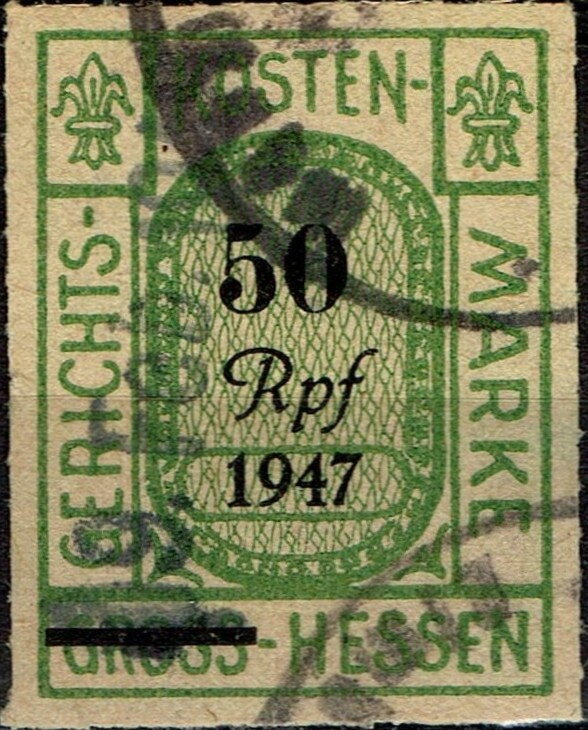 GERICHTS-
KOSTEN-
MARKE
50
Rpf
1947
GROSS-HESSEN